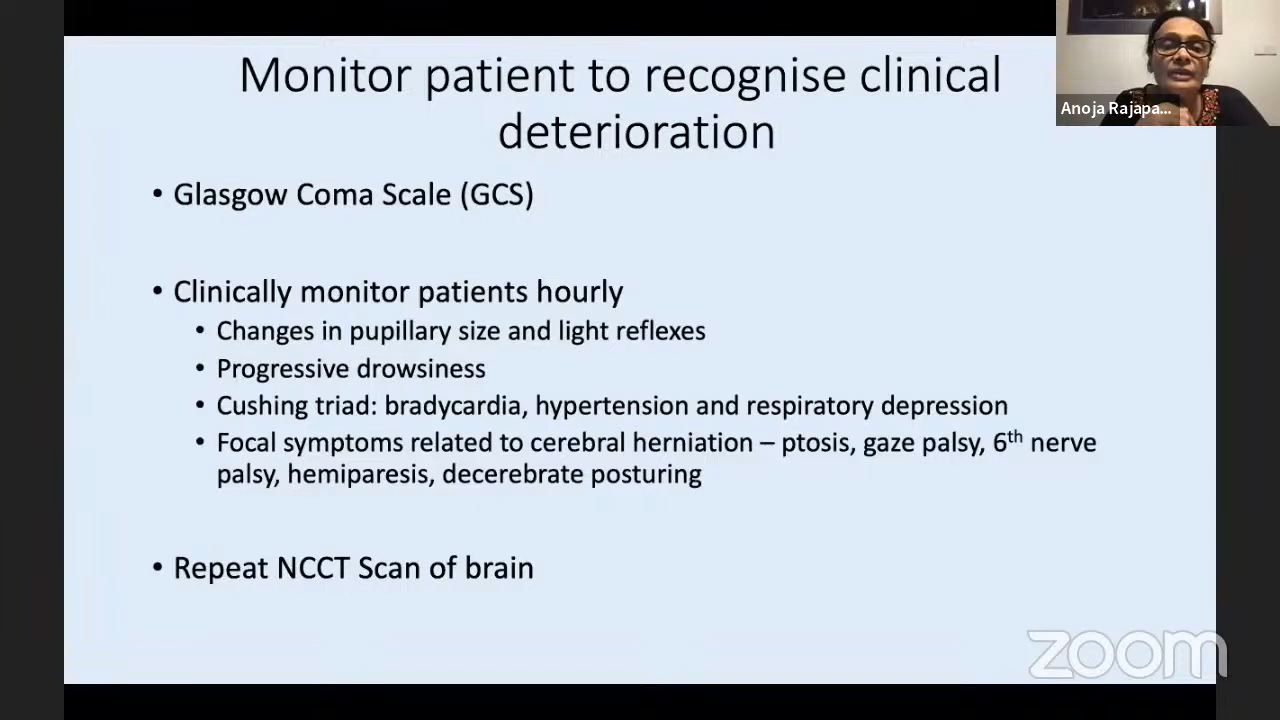 Monitor patient to recognise clinical
deterioration
Anoja Rajapa...
• Glasgow Coma Scale (GCS)
• Clinically monitor patients hourly
• Changes in pupillary size and light reflexes
• Progressive drowsiness
• Cushing triad: bradycardia, hypertension and respiratory depression
• Focal symptoms related to cerebral herniation – ptosis, gaze palsy, 6th nerve
palsy, hemiparesis, decerebrate posturing
• Repeat NCCT Scan of brain
zoom